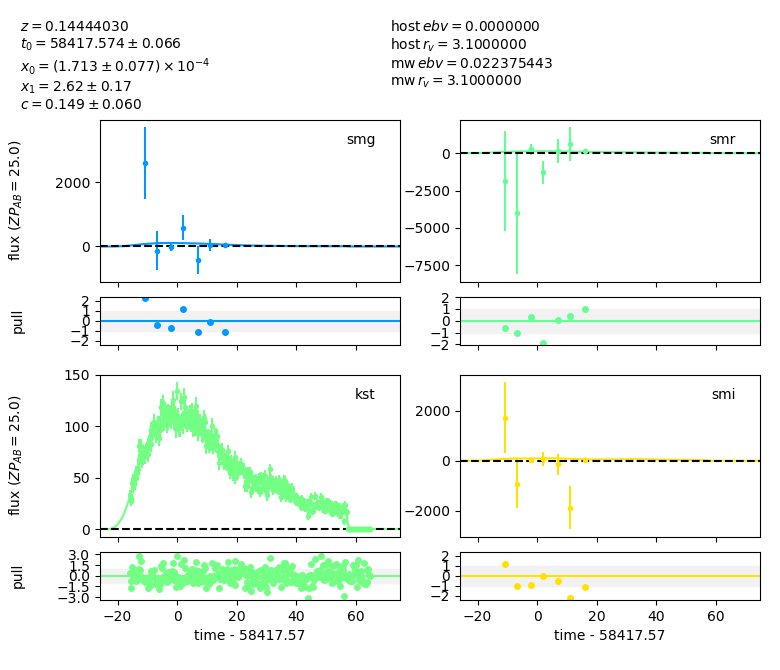 z = 0.14444030
t₀ = 58417.574 ± 0.066
x₀ = (1.713 ± 0.077) × 10⁻⁴
x₁ = 2.62 ± 0.17
c = 0.149 ± 0.060
host ebv = 0.0000000
host r_v = 3.1000000
mw ebv = 0.022375443
mw r_v = 3.1000000
smg
flux (ZP_AB = 25.0)
2000
0
pull
2
1
0
−1
−2
smr
0
−2500
−5000
−7500
2
1
0
−1
−2
kst
flux (ZP_AB = 25.0)
150
100
50
0
pull
3.0
1.5
0.0
−1.5
−3.0
−20 0 20 40 60
time - 58417.57
smi
2000
0
−2000
2
1
0
−1
−2
−20 0 20 40 60
time - 58417.57